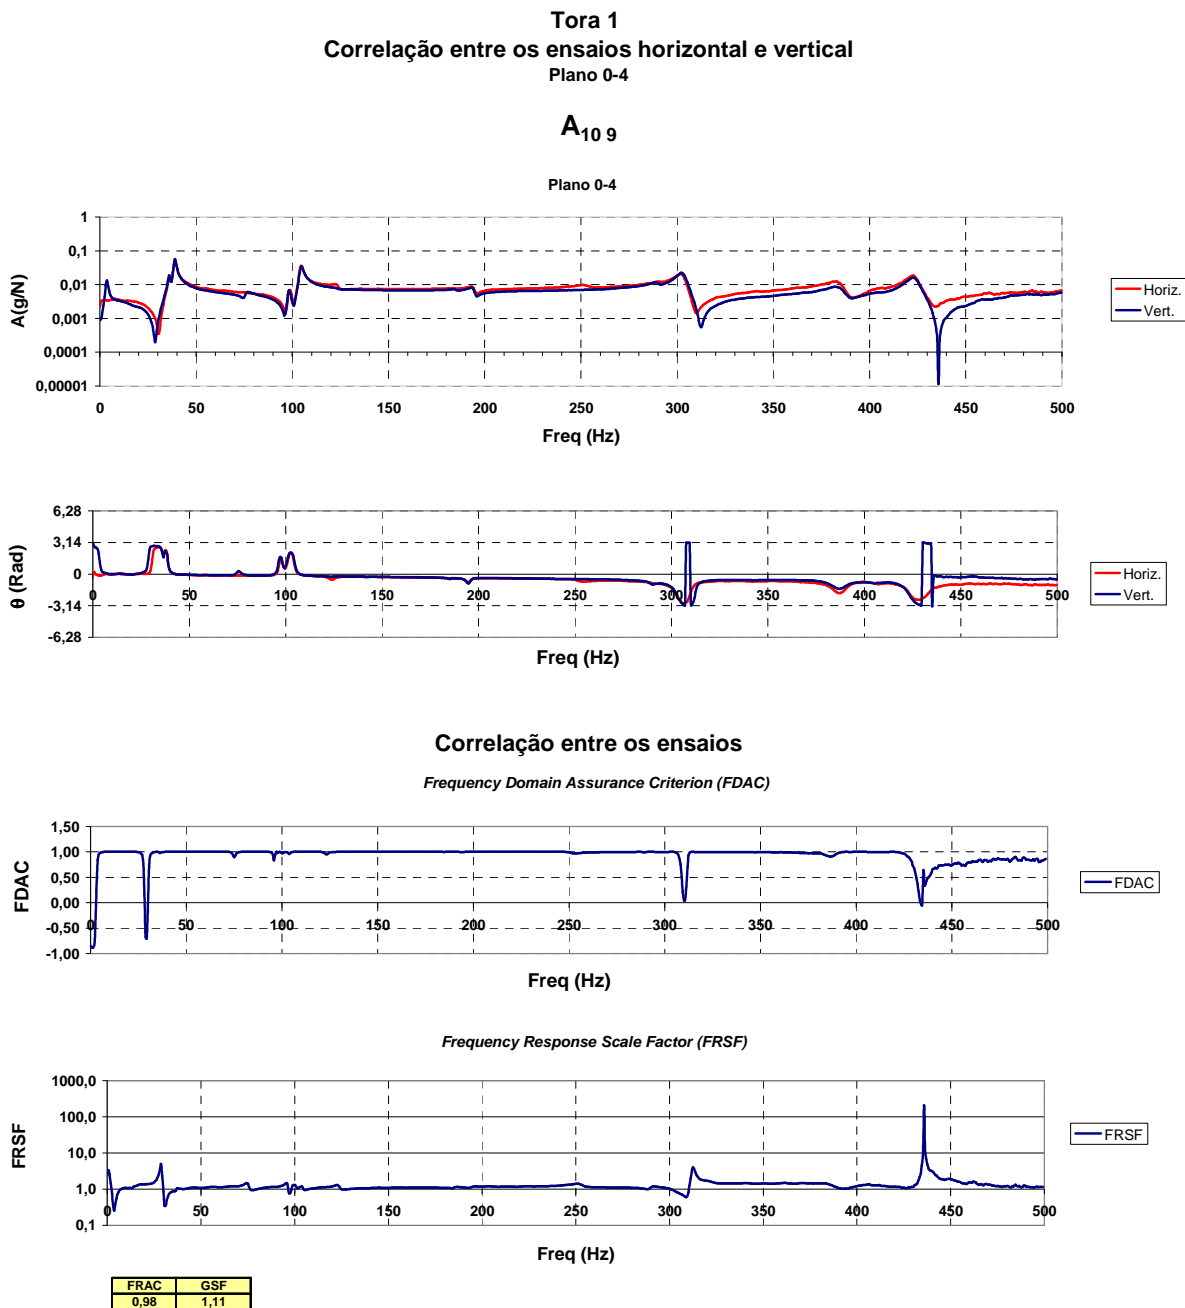 Tora 1
Correlação entre os ensaios horizontal e vertical
Plano 0-4
A10 9
Plano 0-4
1
0,1
0,01
0,001
0,0001
0,00001
A(g/N)
0 50 100 150 200 250 300 350 400 450 500
Freq (Hz)
Horiz.
Vert.
6,28
3,14
0
-3,14
-6,28
θ (Rad)
0 50 100 150 200 250 300 350 400 450 500
Freq (Hz)
Horiz.
Vert.
Correlação entre os ensaios
Frequency Domain Assurance Criterion (FDAC)
1,50
1,00
0,50
0,00
-0,50
-1,00
FDAC
0 50 100 150 200 250 300 350 400 450 500
Freq (Hz)
FDAC
Frequency Response Scale Factor (FRSF)
1000,0
100,0
10,0
1,0
0,1
FRSF
0 50 100 150 200 250 300 350 400 450 500
Freq (Hz)
FRSF
FRAC GSF
0,98 1,11